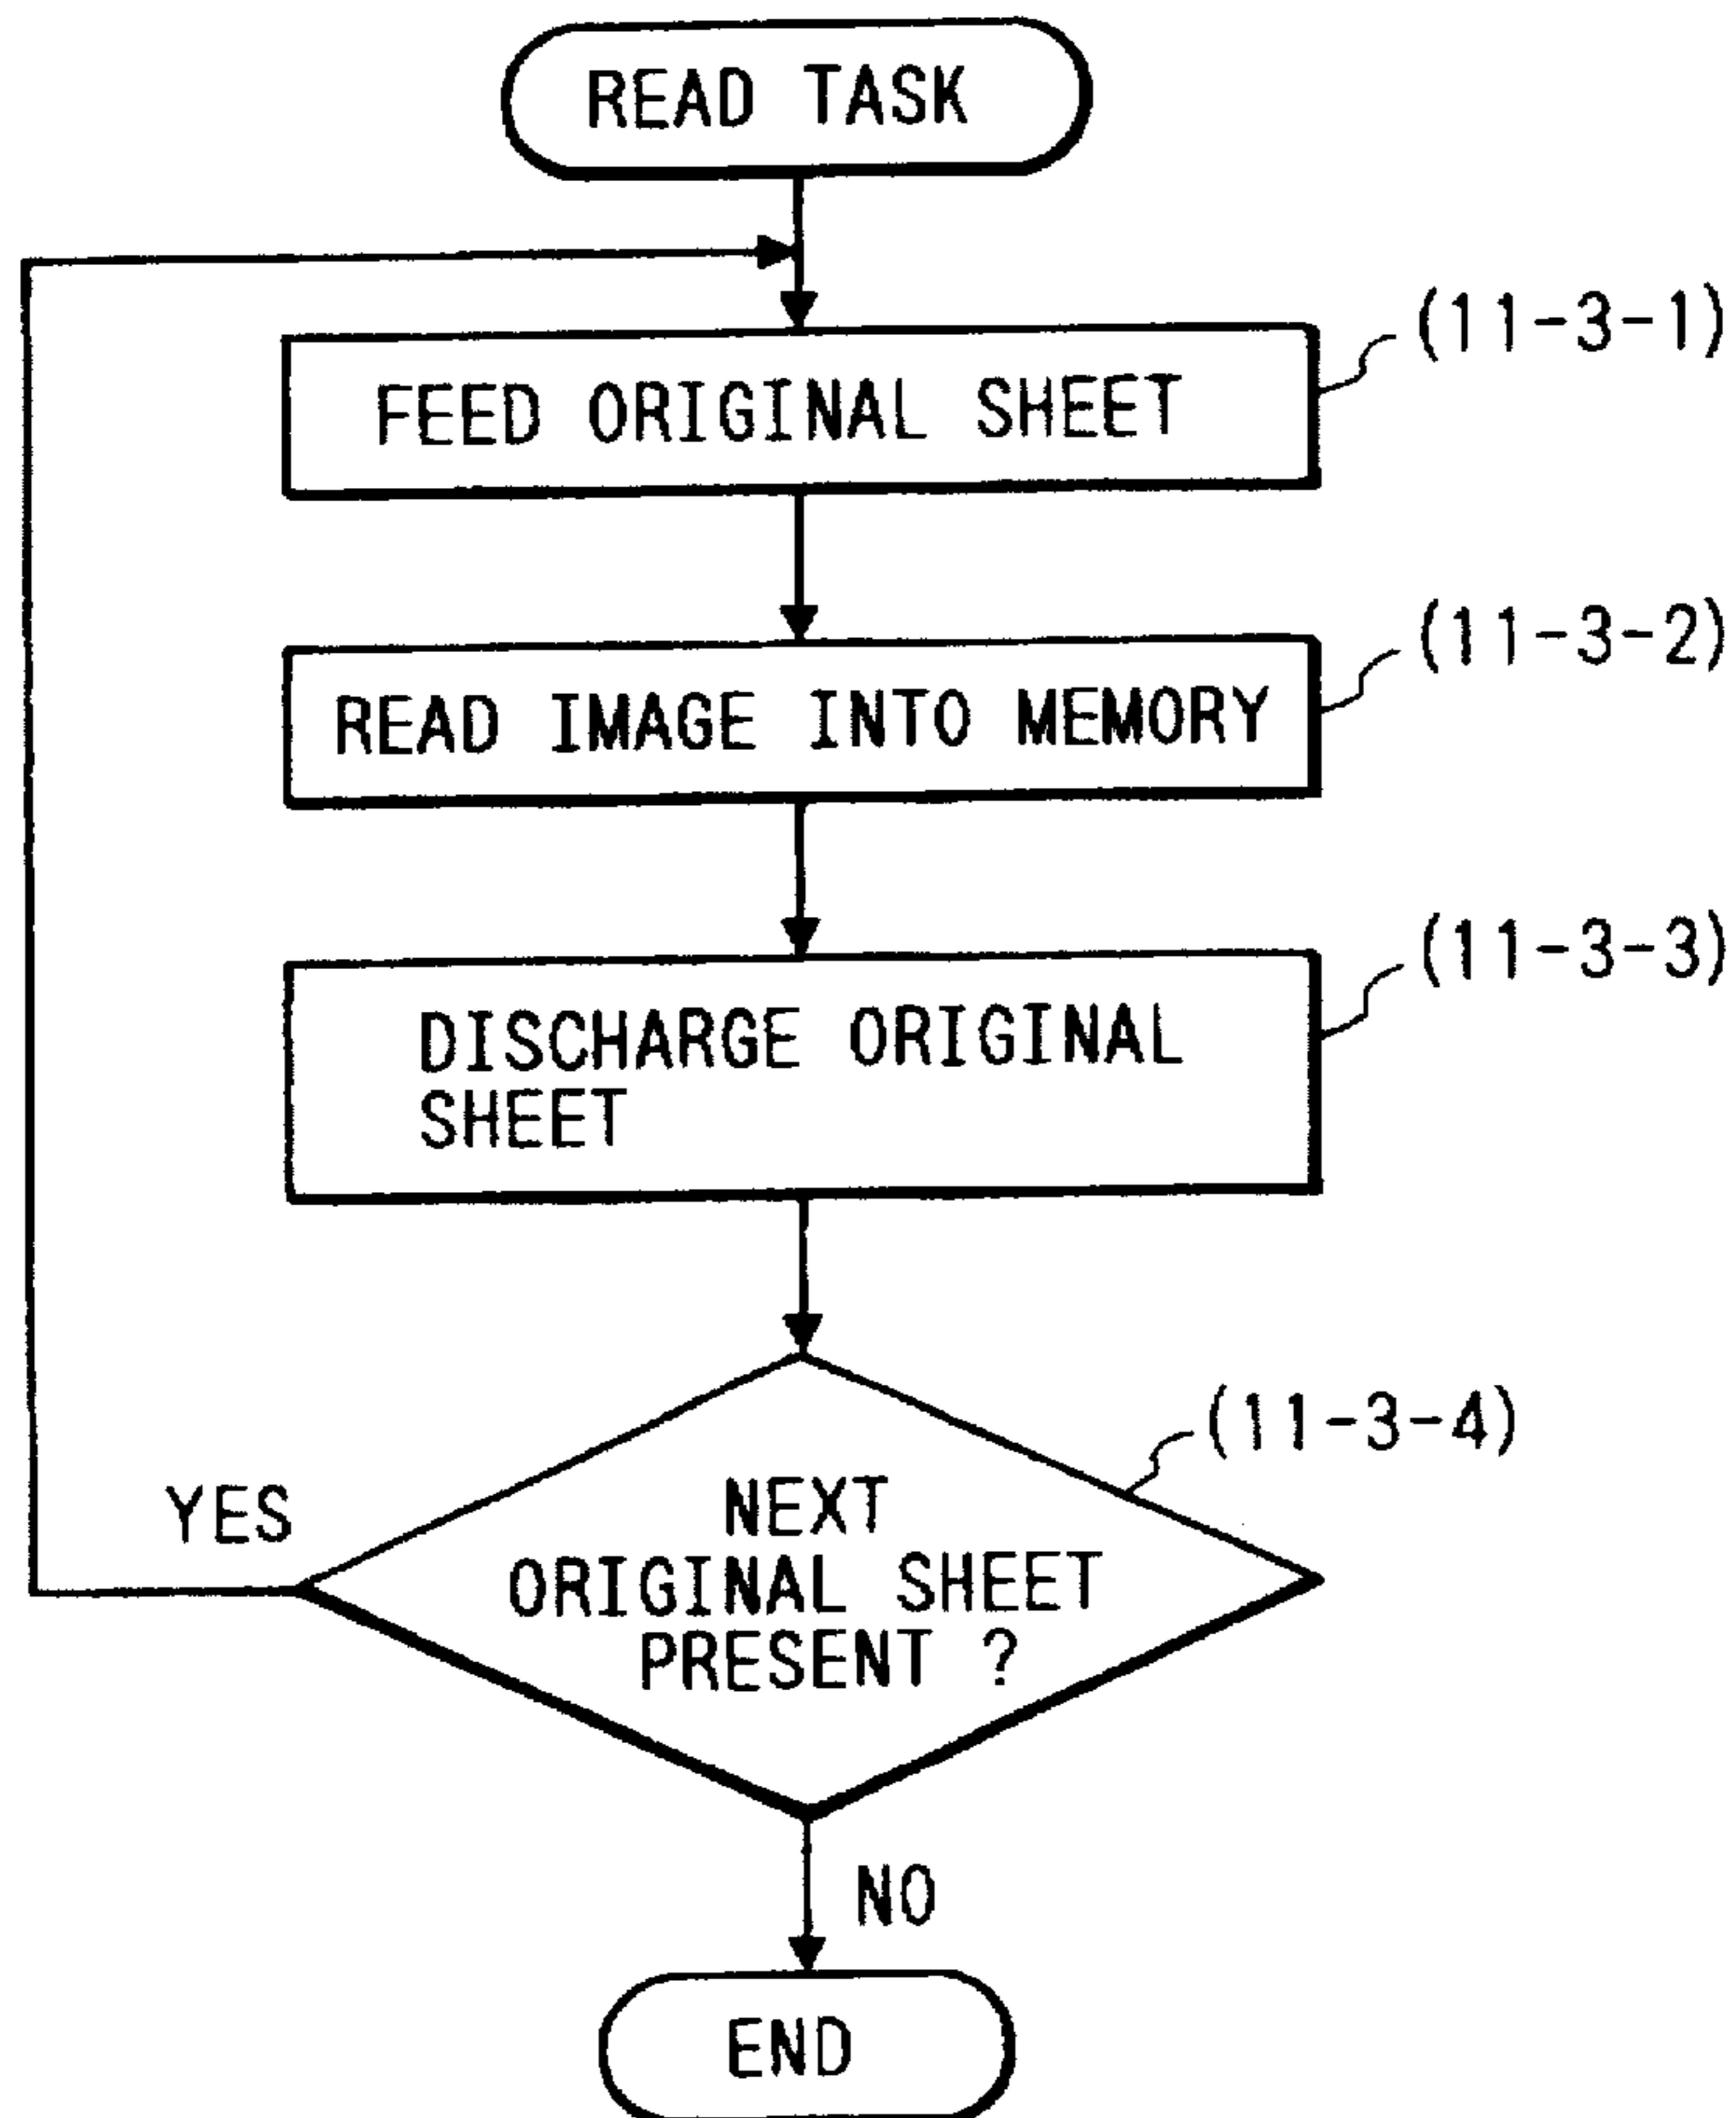 READ TASK
(11-3-1)
FEED ORIGINAL SHEET
(11-3-2)
READ IMAGE INTO MEMORY
(11-3-3)
DISCHARGE ORIGINAL
SHEET
(11-3-4)
YES
NEXT
ORIGINAL SHEET
PRESENT ?
NO
END